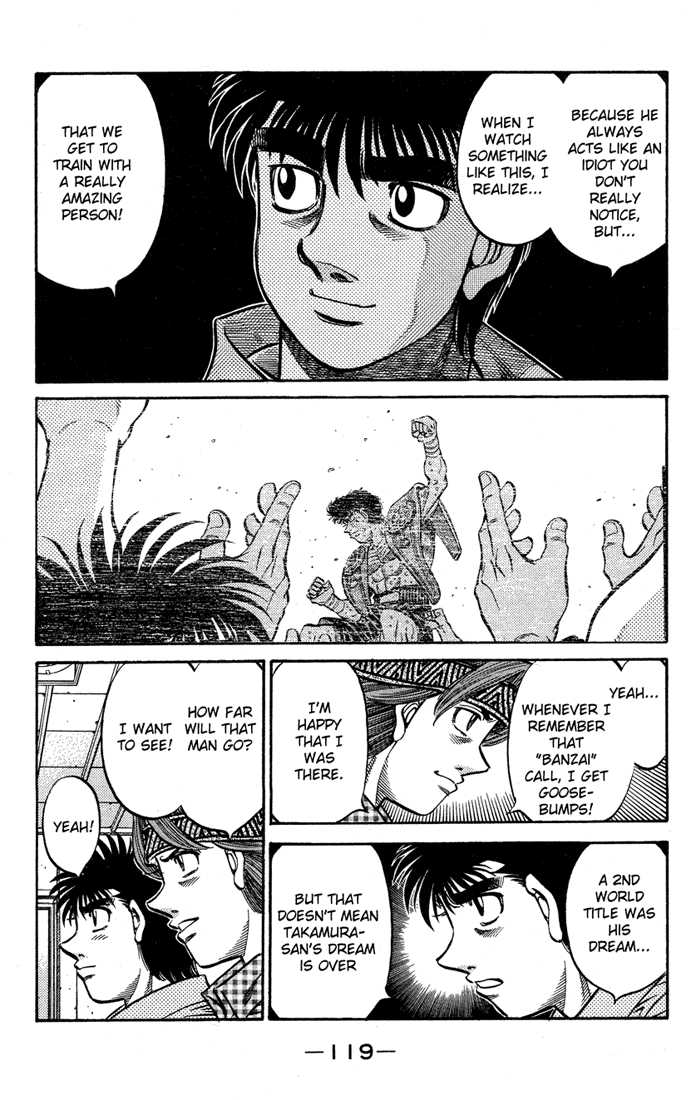 BECAUSE HE
ALWAYS
ACTS LIKE AN
IDIOT YOU
DON'T
REALLY
NOTICE,
BUT...
WHEN I
WATCH
SOMETHING
LIKE THIS, I
REALIZE...
THAT WE
GET TO
TRAIN WITH
A REALLY
AMAZING
PERSON!
YEAH...
WHENEVER I
REMEMBER
THAT
"BANZAI"
CALL, I GET
GOOSE-
BUMPS!
I'M
HAPPY
THAT I
WAS
THERE.
A 2ND
WORLD
TITLE WAS
HIS
DREAM...
BUT THAT
DOESN'T MEAN
TAKAMURA-
SAN'S DREAM
IS OVER
HOW FAR
WILL THAT
MAN GO?
I WANT
TO SEE!
YEAH!
—119—